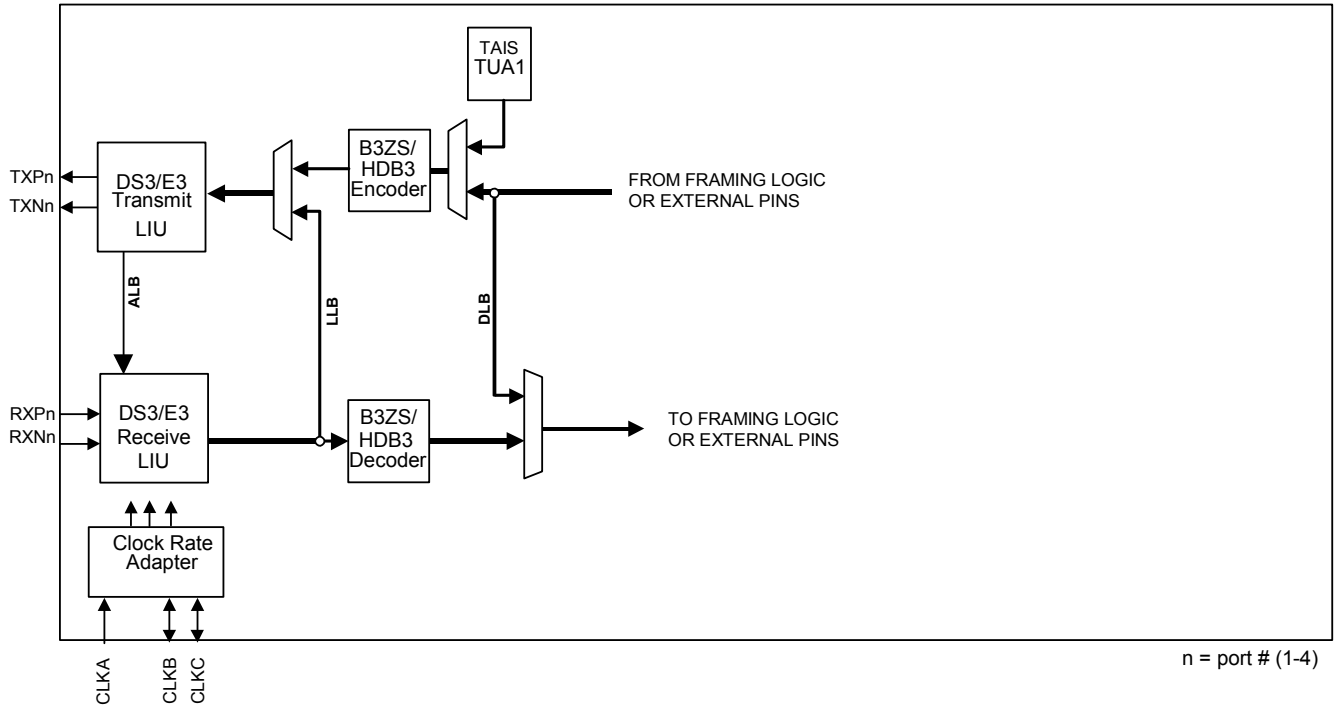 TAIS
TUA1
B3ZS/
HDB3
Encoder
DS3/E3
Transmit
LIU
TXPn
TXNn
FROM FRAMING LOGIC
OR EXTERNAL PINS
ALB
LLB
DLB
RXPn
RXNn
DS3/E3
Receive
LIU
B3ZS/
HDB3
Decoder
TO FRAMING LOGIC
OR EXTERNAL PINS
Clock Rate
Adapter
CLKA
CLKB
CLKC
n = port # (1-4)